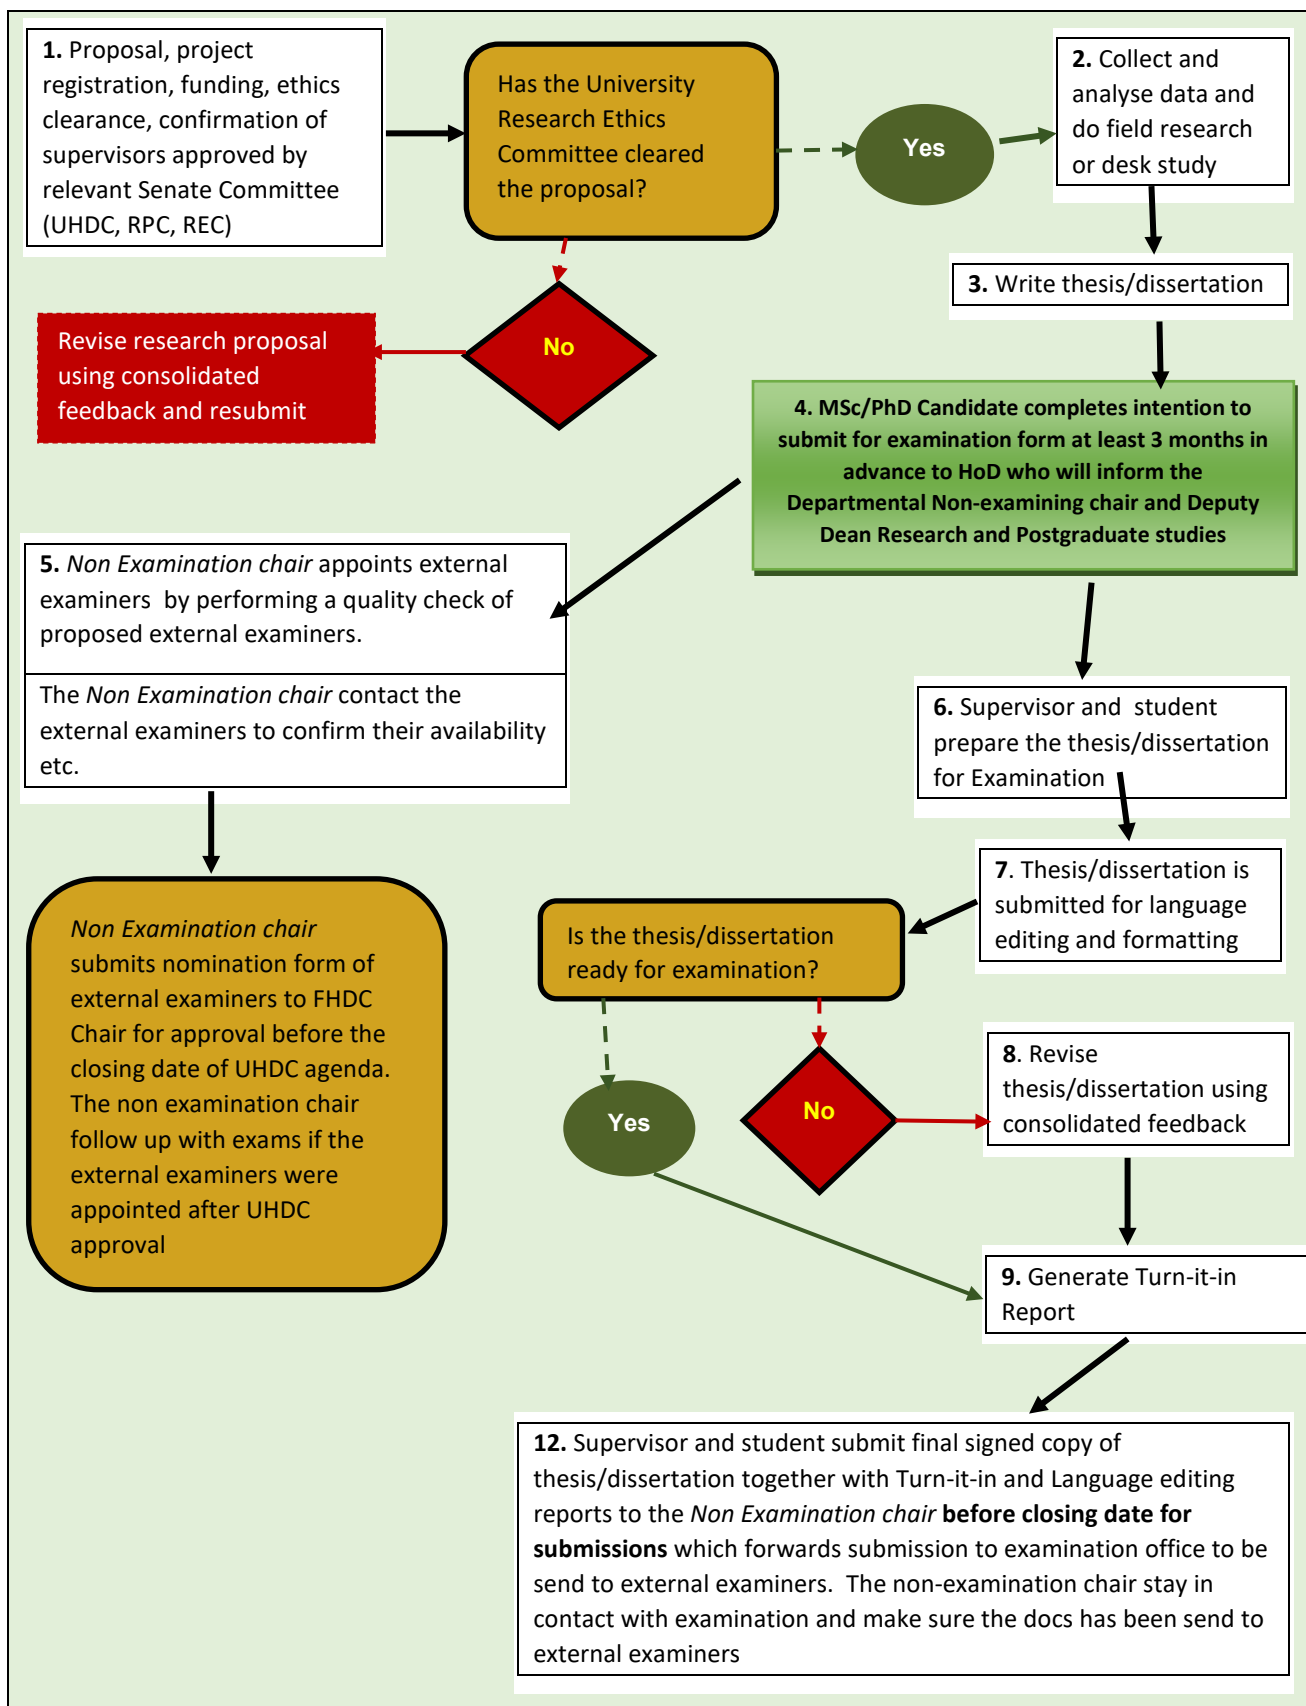 1. Proposal, project
registration, funding, ethics
clearance, confirmation of
supervisors approved by
relevant Senate Committee
(UHDC, RPC, REC)
Has the University
Research Ethics
Committee cleared
the proposal?
Yes
2. Collect and
analyse data and
do field research
or desk study
3. Write thesis/dissertation
No
Revise research proposal
using consolidated
feedback and resubmit
4. MSc/PhD Candidate completes intention to
submit for examination form at least 3 months in
advance to HoD who will inform the
Departmental Non-examining chair and Deputy
Dean Research and Postgraduate studies
5. Non Examination chair appoints external
examiners by performing a quality check of
proposed external examiners.
The Non Examination chair contact the
external examiners to confirm their availability
etc.
6. Supervisor and student
prepare the thesis/dissertation
for Examination
7. Thesis/dissertation is
submitted for language
editing and formatting
Non Examination chair
submits nomination form of
external examiners to FHDC
Chair for approval before the
closing date of UHDC agenda.
The non examination chair
follow up with exams if the
external examiners were
appointed after UHDC
approval
Is the thesis/dissertation
ready for examination?
Yes
No
8. Revise
thesis/dissertation using
consolidated feedback
9. Generate Turn-it-in
Report
12. Supervisor and student submit final signed copy of
thesis/dissertation together with Turn-it-in and Language editing
reports to the Non Examination chair before closing date for
submissions which forwards submission to examination office to be
send to external examiners. The non-examination chair stay in
contact with examination and make sure the docs has been send to
external examiners